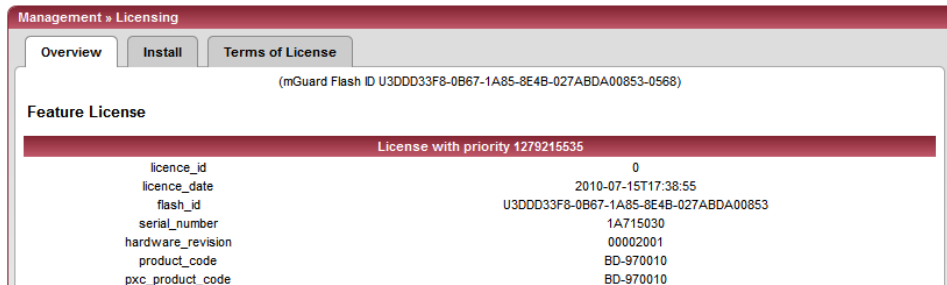 Management » Licensing
Overview Install Terms of License
(mGuard Flash ID U3DDD33F8-0B67-1A85-8E4B-027ABDA00853-0568)
Feature License
License with priority 1279215535
licence_id 0
licence_date 2010-07-15T17:38:55
flash_id U3DDD33F8-0B67-1A85-8E4B-027ABDA00853
serial_number 1A715030
hardware_revision 00002001
product_code BD-970010
pxc_product_code BD-970010